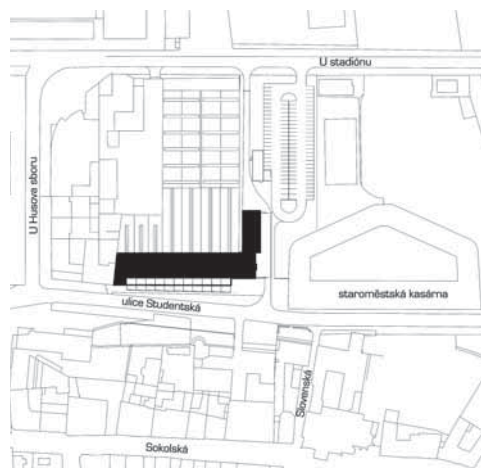 U stadiónu
U Husova sboru
ulice Studentská
staroměstská kasárna
Slovenská
Sokolská